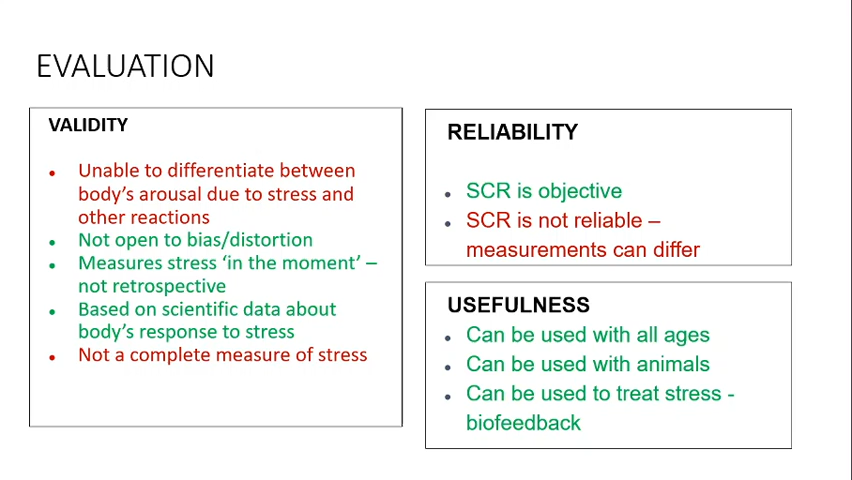 EVALUATION
VALIDITY
• Unable to differentiate between
body's arousal due to stress and
other reactions
• Not open to bias/distortion
• Measures stress ‘in the moment’ –
not retrospective
• Based on scientific data about
body's response to stress
• Not a complete measure of stress
RELIABILITY
• SCR is objective
• SCR is not reliable –
measurements can differ
USEFULNESS
• Can be used with all ages
• Can be used with animals
• Can be used to treat stress -
biofeedback